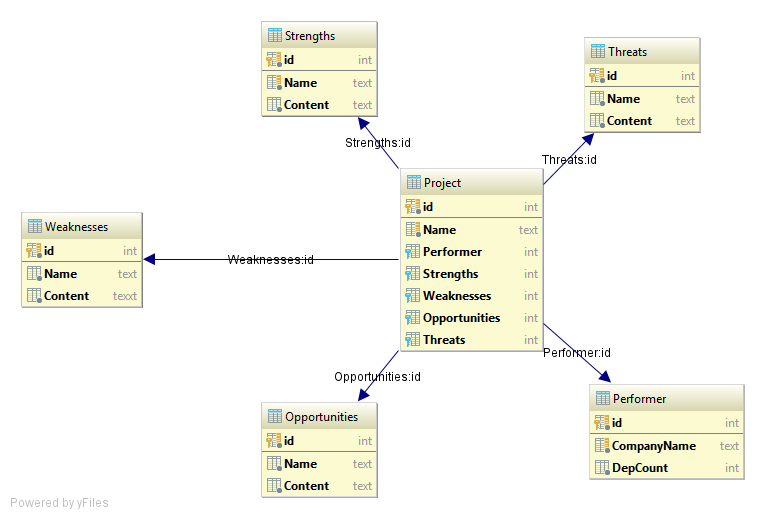 Strengths
id int
Name text
Content text
Threats
id int
Name text
Content text
Strengths:id
Threats:id
Project
id int
Name text
Performer int
Strengths int
Weaknesses int
Opportunities int
Threats int
Weaknesses
id int
Name text
Content texxt
Weaknesses:id
Performer:id
Opportunities:id
Performer
id int
CompanyName text
DepCount int
Opportunities
id int
Name text
Content text
Powered by yFiles